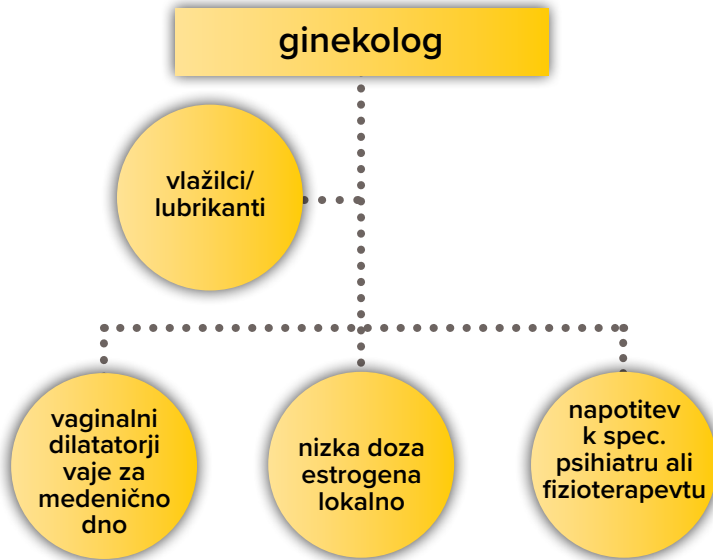 ginekolog
vlažilci/
lubrikanti
vaginalni
dilatatorji
vaje za
medenično
dno
nizka doza
estrogena
lokalno
napotitev
k spec.
psihiatru ali
fizioterapevtu